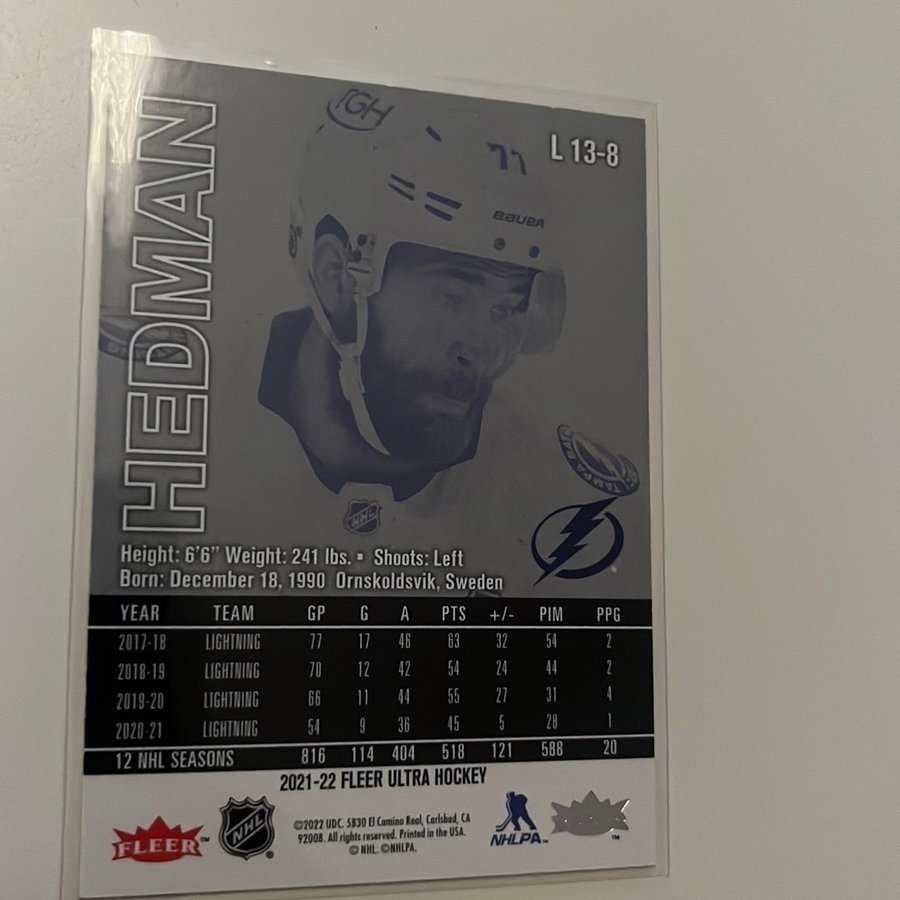 HEDMAN
L 13-8
TGH
77
BAUER
TAMPA BAY
NHL
Height: 6'6" Weight: 241 lbs. • Shoots: Left
Born: December 18, 1990 Ornskoldsvik, Sweden
YEAR TEAM GP G A PTS +/- PIM PPG
2017-18 LIGHTNING 77 17 46 63 32 54 2
2018-19 LIGHTNING 70 12 42 54 24 44 2
2019-20 LIGHTNING 66 11 44 55 27 31 4
2020-21 LIGHTNING 54 9 36 45 5 28 1
12 NHL SEASONS 816 114 404 518 121 588 20
2021-22 FLEER ULTRA HOCKEY
FLEER™
NHL®
©2022 UDC. 5830 El Camino Real, Carlsbad, CA
92008. All rights reserved. Printed in the USA.
© NHL. ©NHLPA.
NHLPA™